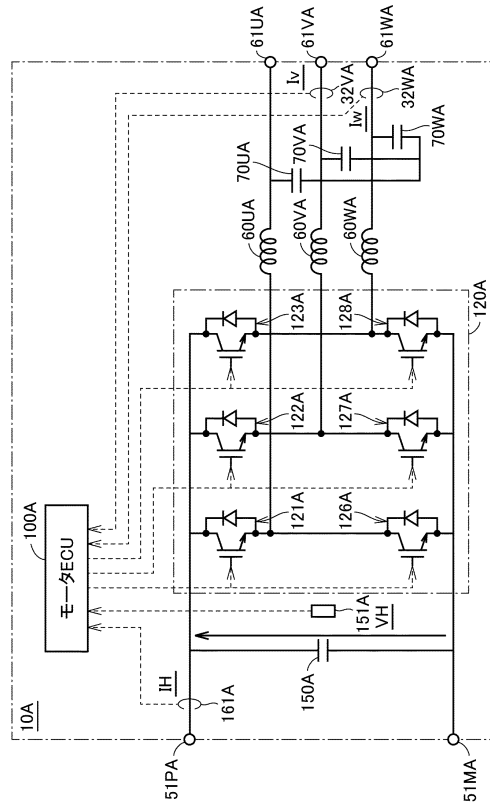 10A
100A
モータECU
IH
161A
51PA
51MA
150A
151A
VH
121A
122A
123A
126A
127A
128A
120A
60UA
60VA
60WA
70UA
70VA
70WA
Iv
Iw
32VA
32WA
61UA
61VA
61WA